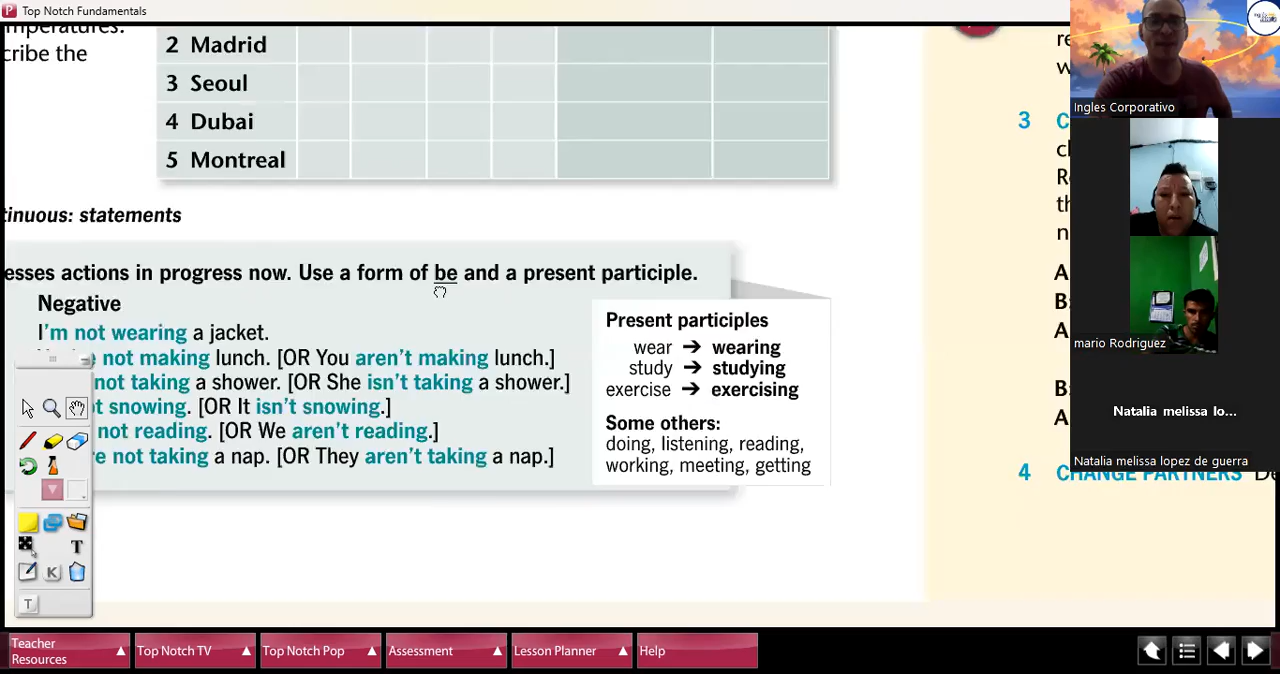 Top Notch Fundamentals
mperatures.
cribe the
2 Madrid
3 Seoul
4 Dubai
5 Montreal
tinuous: statements
esses actions in progress now. Use a form of be and a present participle.
Negative
I'm not wearing a jacket.
not making lunch. [OR You aren't making lunch.]
not taking a shower. [OR She isn't taking a shower.]
t snowing. [OR It isn't snowing.]
not reading. [OR We aren't reading.]
re not taking a nap. [OR They aren't taking a nap.]
Present participles
wear → wearing
study → studying
exercise → exercising
Some others:
doing, listening, reading,
working, meeting, getting
re
w
3 C
cl
R
th
n
A
B:
A
B:
A
4 CHANGE PARTNERS De
Ingles Corporativo
mario Rodriguez
Natalia melissa lo...
Natalia melissa lopez de guerra
T
K
T
Teacher Resources
Top Notch TV
Top Notch Pop
Assessment
Lesson Planner
Help